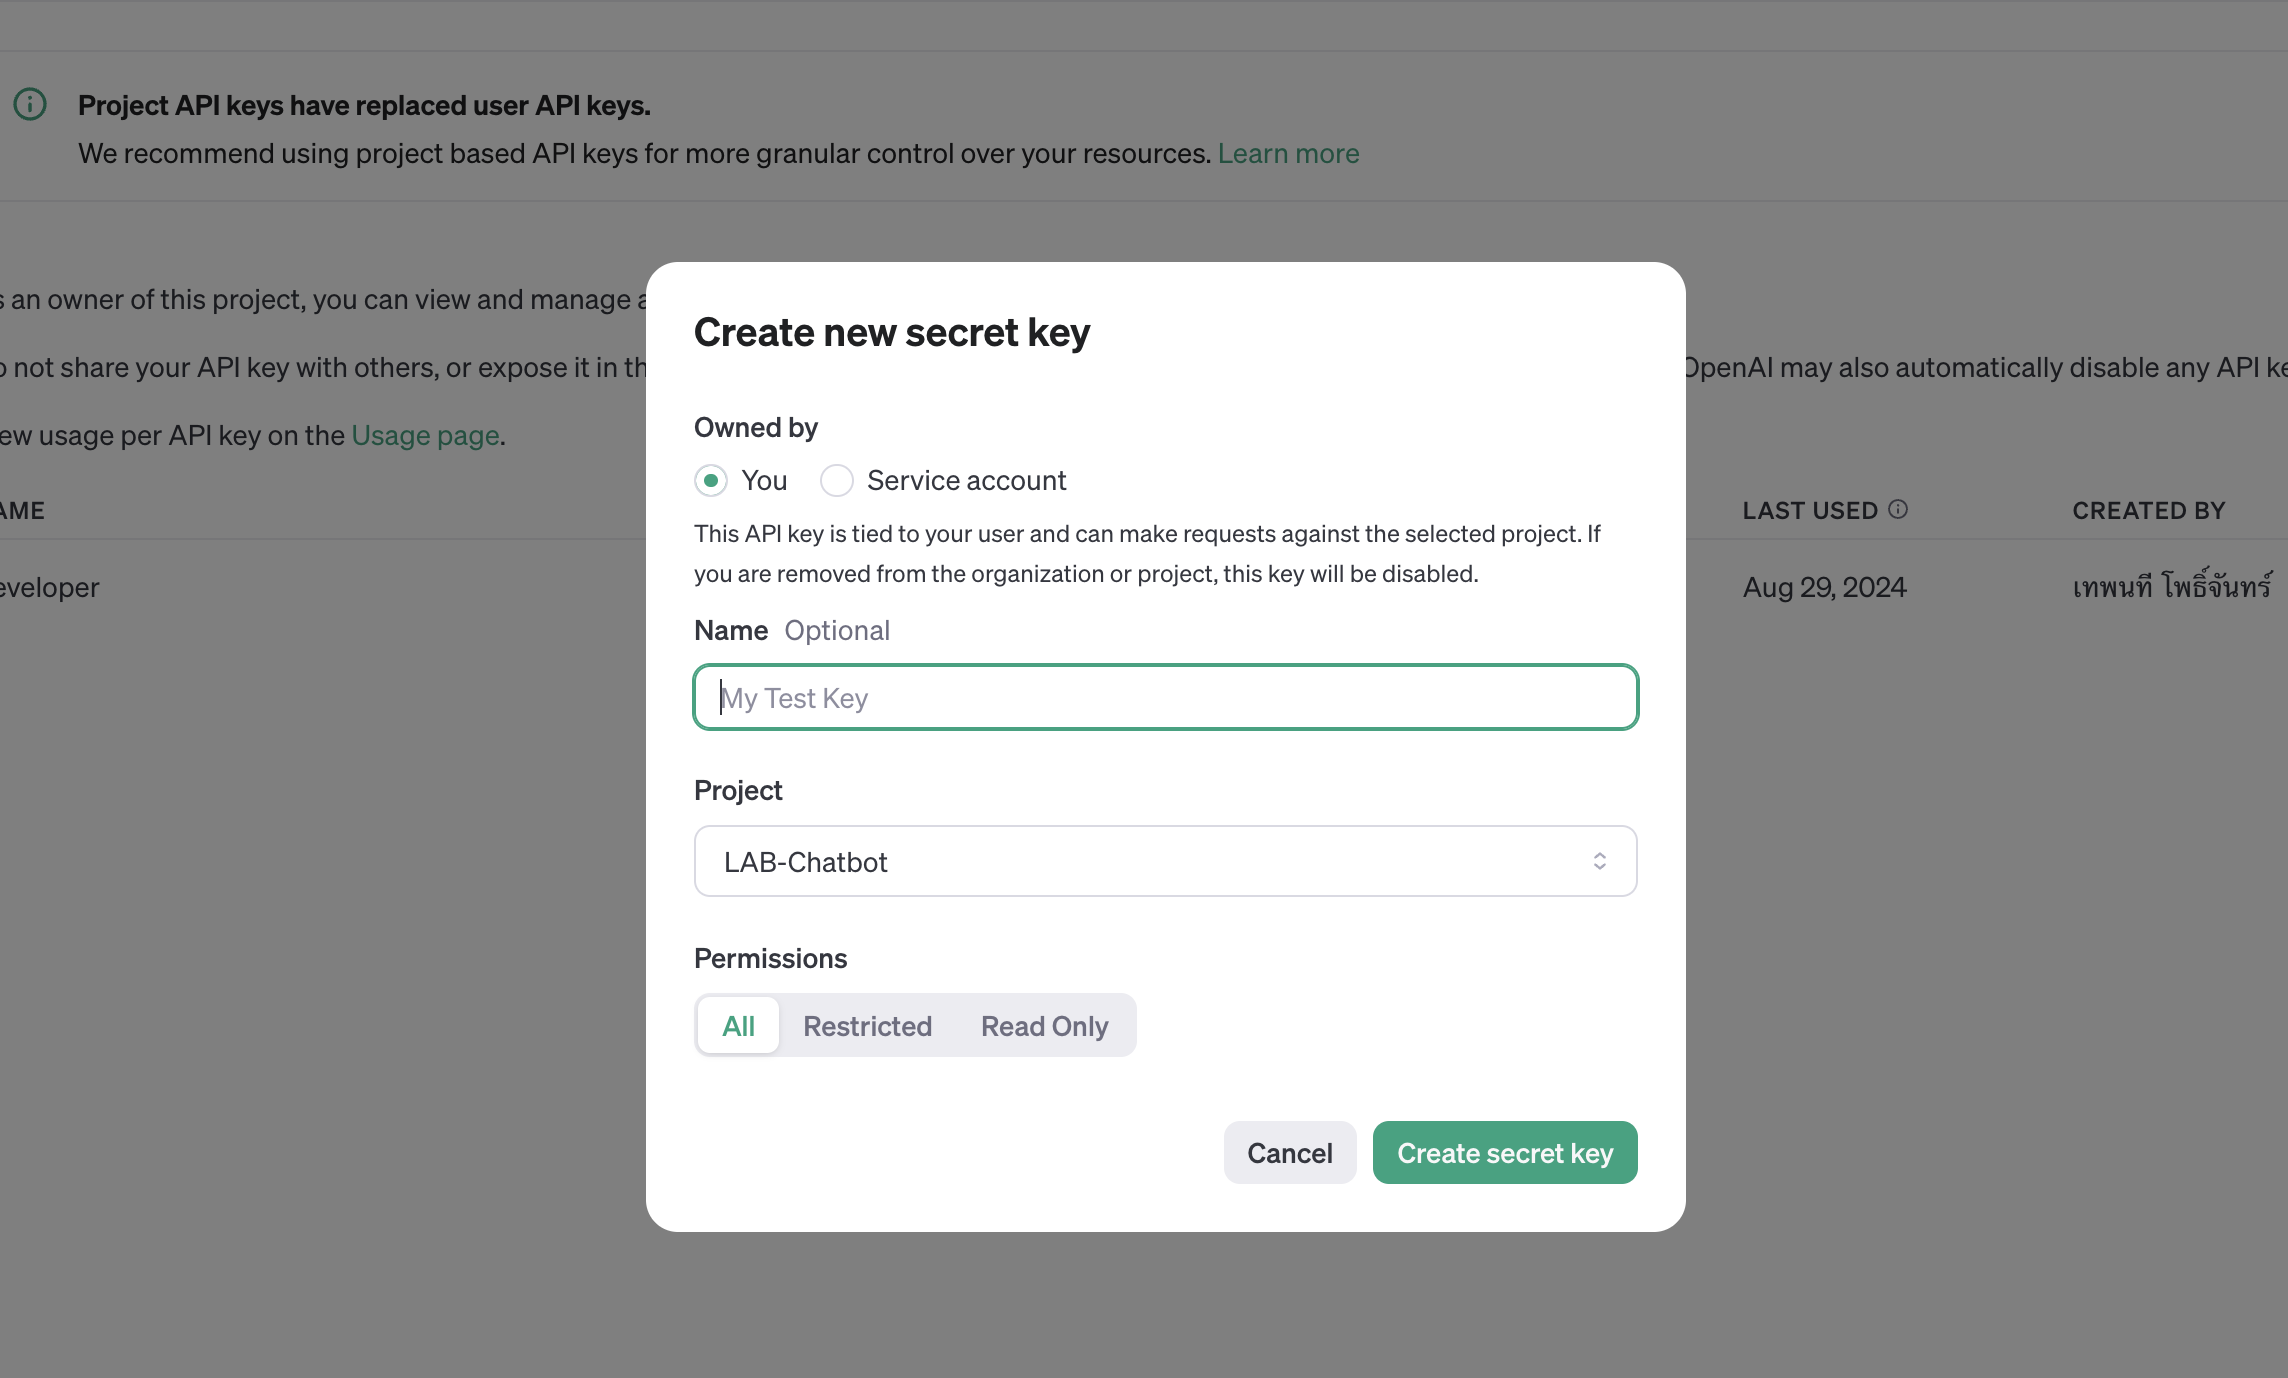 Project API keys have replaced user API keys.
We recommend using project based API keys for more granular control over your resources. Learn more
an owner of this project, you can view and manage
not share your API key with others, or expose it in
OpenAI may also automatically disable any API
usage per API key on the Usage page.
LAST USED
CREATED BY
Aug 29, 2024
เทพนที โพธิ์จันทร์
Create new secret key
Owned by
You
Service account
This API key is tied to your user and can make requests against the selected project. If
you are removed from the organization or project, this key will be disabled.
Name Optional
My Test Key
Project
LAB-Chatbot
Permissions
All
Restricted
Read Only
Cancel
Create secret key